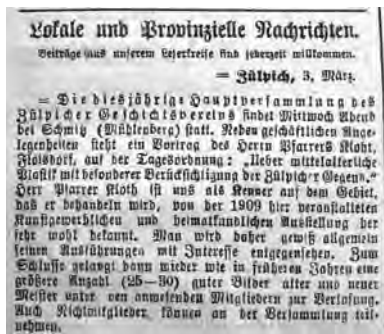 Lokale und Provinzielle Nachrichten.
Beiträge aus unserem Leserkreise sind jederzeit willkommen.
= Zülpich, 3. März.
= Die diesjährige Hauptversammlung des
Zülpicher Geschichtsvereins findet Mittwoch Abend
bei Schmitz (Mühlenberg) statt. Neben geschäftlichen Ange-
legenheiten steht ein Vortrag des Herrn Pfarrers Kloht,
Floisdorf, auf der Tagesordnung: „Ueber mittelalterliche
Plastik mit besonderer Berücksichtigung der Zülpicher Gegend.“
Herr Pfarrer Kloth ist uns als Kenner auf dem Gebiet,
das er behandeln wird, von der 1909 hier veranstalteten
Kunstgewerblichen und heimatkundlichen Ausstellung her
sehr wohl bekannt. Man wird daher gewiß allgemein
seinen Ausführungen mit Interesse entgegensehen. Zum
Schlusse gelangt dann wieder wie in früheren Jahren eine
größere Anzahl (25—30) guter Bilder alter und neuer
Meister unter den anwesenden Mitgliedern zur Verlosung.
Auch Nichtmitglieder können an der Versammlung teil-
nehmen.